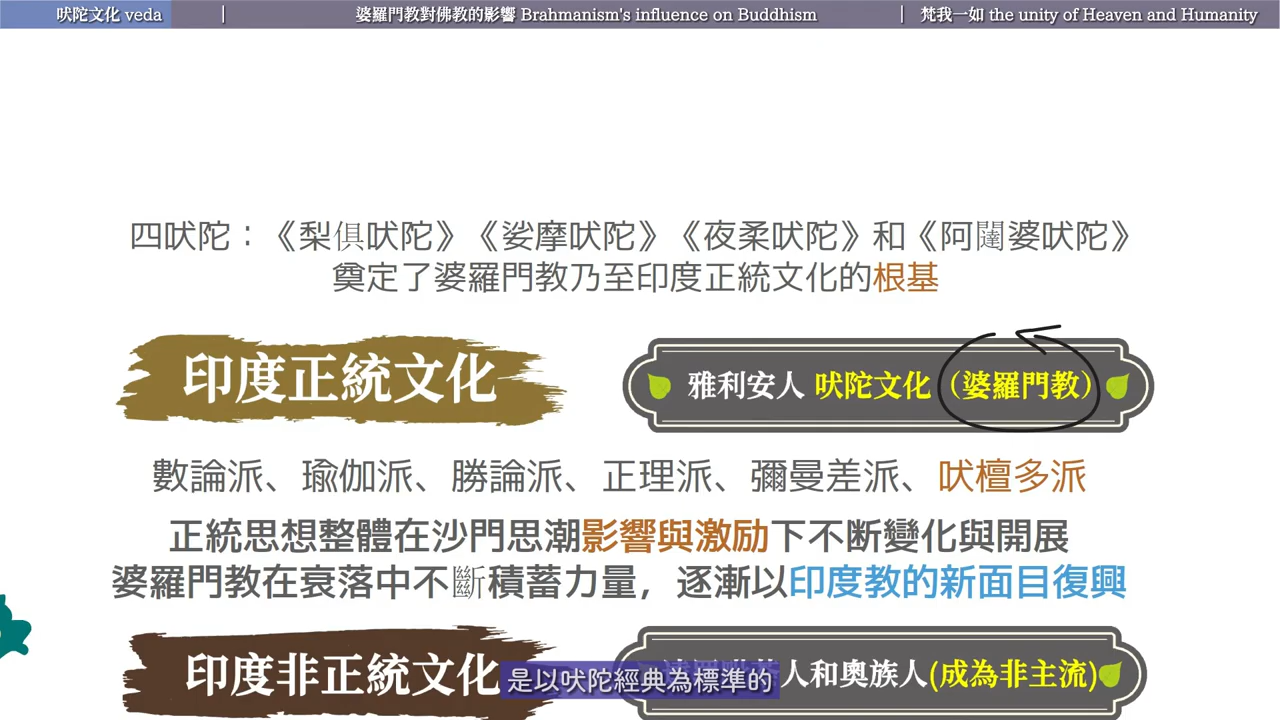 吠陀文化 veda | 婆羅門教對佛教的影響 Brahmanism's influence on Buddhism | 梵我一如 the unity of Heaven and Humanity
四吠陀：《梨俱吠陀》《娑摩吠陀》《夜柔吠陀》和《阿闥婆吠陀》
奠定了婆羅門教乃至印度正統文化的根基
印度正統文化
雅利安人 吠陀文化（婆羅門教）
數論派、瑜伽派、勝論派、正理派、彌曼差派、吠檀多派
正統思想整體在沙門思潮影響與激励下不断變化與開展
婆羅門教在衰落中不斷積蓄力量，逐漸以印度教的新面目復興
印度非正統文化
人和奧族人(成為非主流)
是以吠陀經典為標準的